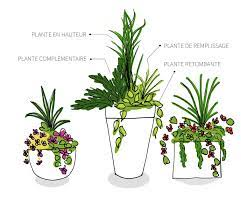 PLANTE EN HAUTEUR
PLANTE DE REMPLISSAGE
PLANTE COMPLÉMENTAIRE
PLANTE RETOMBANTE